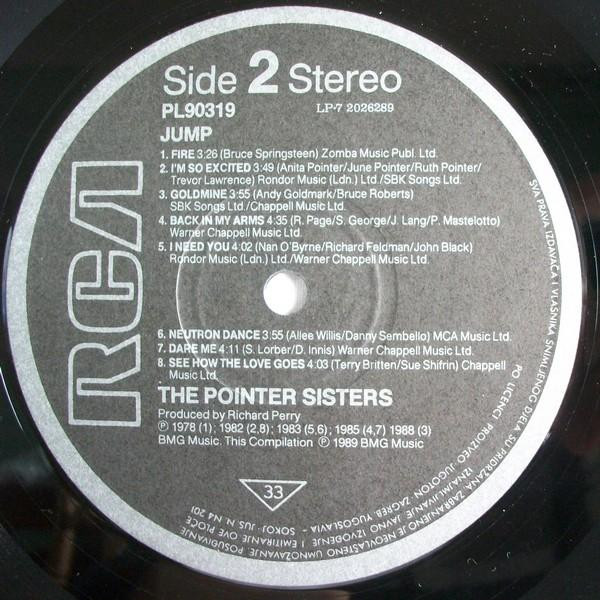 Side 2 Stereo
PL90319
LP-7 2026289
JUMP
1. FIRE 3:26 (Bruce Springsteen) Zomba Music Publ. Ltd.
2. I'M SO EXCITED 3:49 (Anita Pointer/June Pointer/Ruth Pointer/
Trevor Lawrence) Rondor Music (Ldn.) Ltd./SBK Songs Ltd.
3. GOLDMINE 3:55 (Andy Goldmark/Bruce Roberts)
SBK Songs Ltd./Chappell Music Ltd.
4. BACK IN MY ARMS 4:35 (R. Page/S. George/J. Lang/P. Mastelotto)
Warner Chappell Music Ltd.
5. I NEED YOU 4:02 (Nan O'Byrne/Richard Feldman/John Black)
Rondor Music (Ldn.) Ltd./Warner Chappell Music Ltd.
6. NEUTRON DANCE 3:55 (Allee Willis/Danny Sembello) MCA Music Ltd.
7. DARE ME 4:11 (S. Lorber/D. Innis) Warner Chappell Music Ltd.
8. SEE HOW THE LOVE GOES 4:03 (Terry Britten/Sue Shifrin) Chappell
Music Ltd.
THE POINTER SISTERS
Produced by Richard Perry
℗ 1978 (1); 1982 (2,8); 1983 (5,6); 1985 (4,7) 1988 (3)
BMG Music. This Compilation ℗ 1989 BMG Music
33
RCA
SVA PRAVA IZDAVAČA I VLASNIKA SNIMLJENOG DJELA SU PRIDRŽANA. ZABRANJENO JE NEOVLAŠTENO UMNOŽAVANJE, POSUĐIVANJE,
IZNAJMLJIVANJE, JAVNO IZVOĐENJE I EMITIRANJE OVE PLOČE
PO LICENCI PROIZVEO JUGOTON, ZAGREB, YUGOSLAVIA - SOKOJ: JUS. N. N4 201